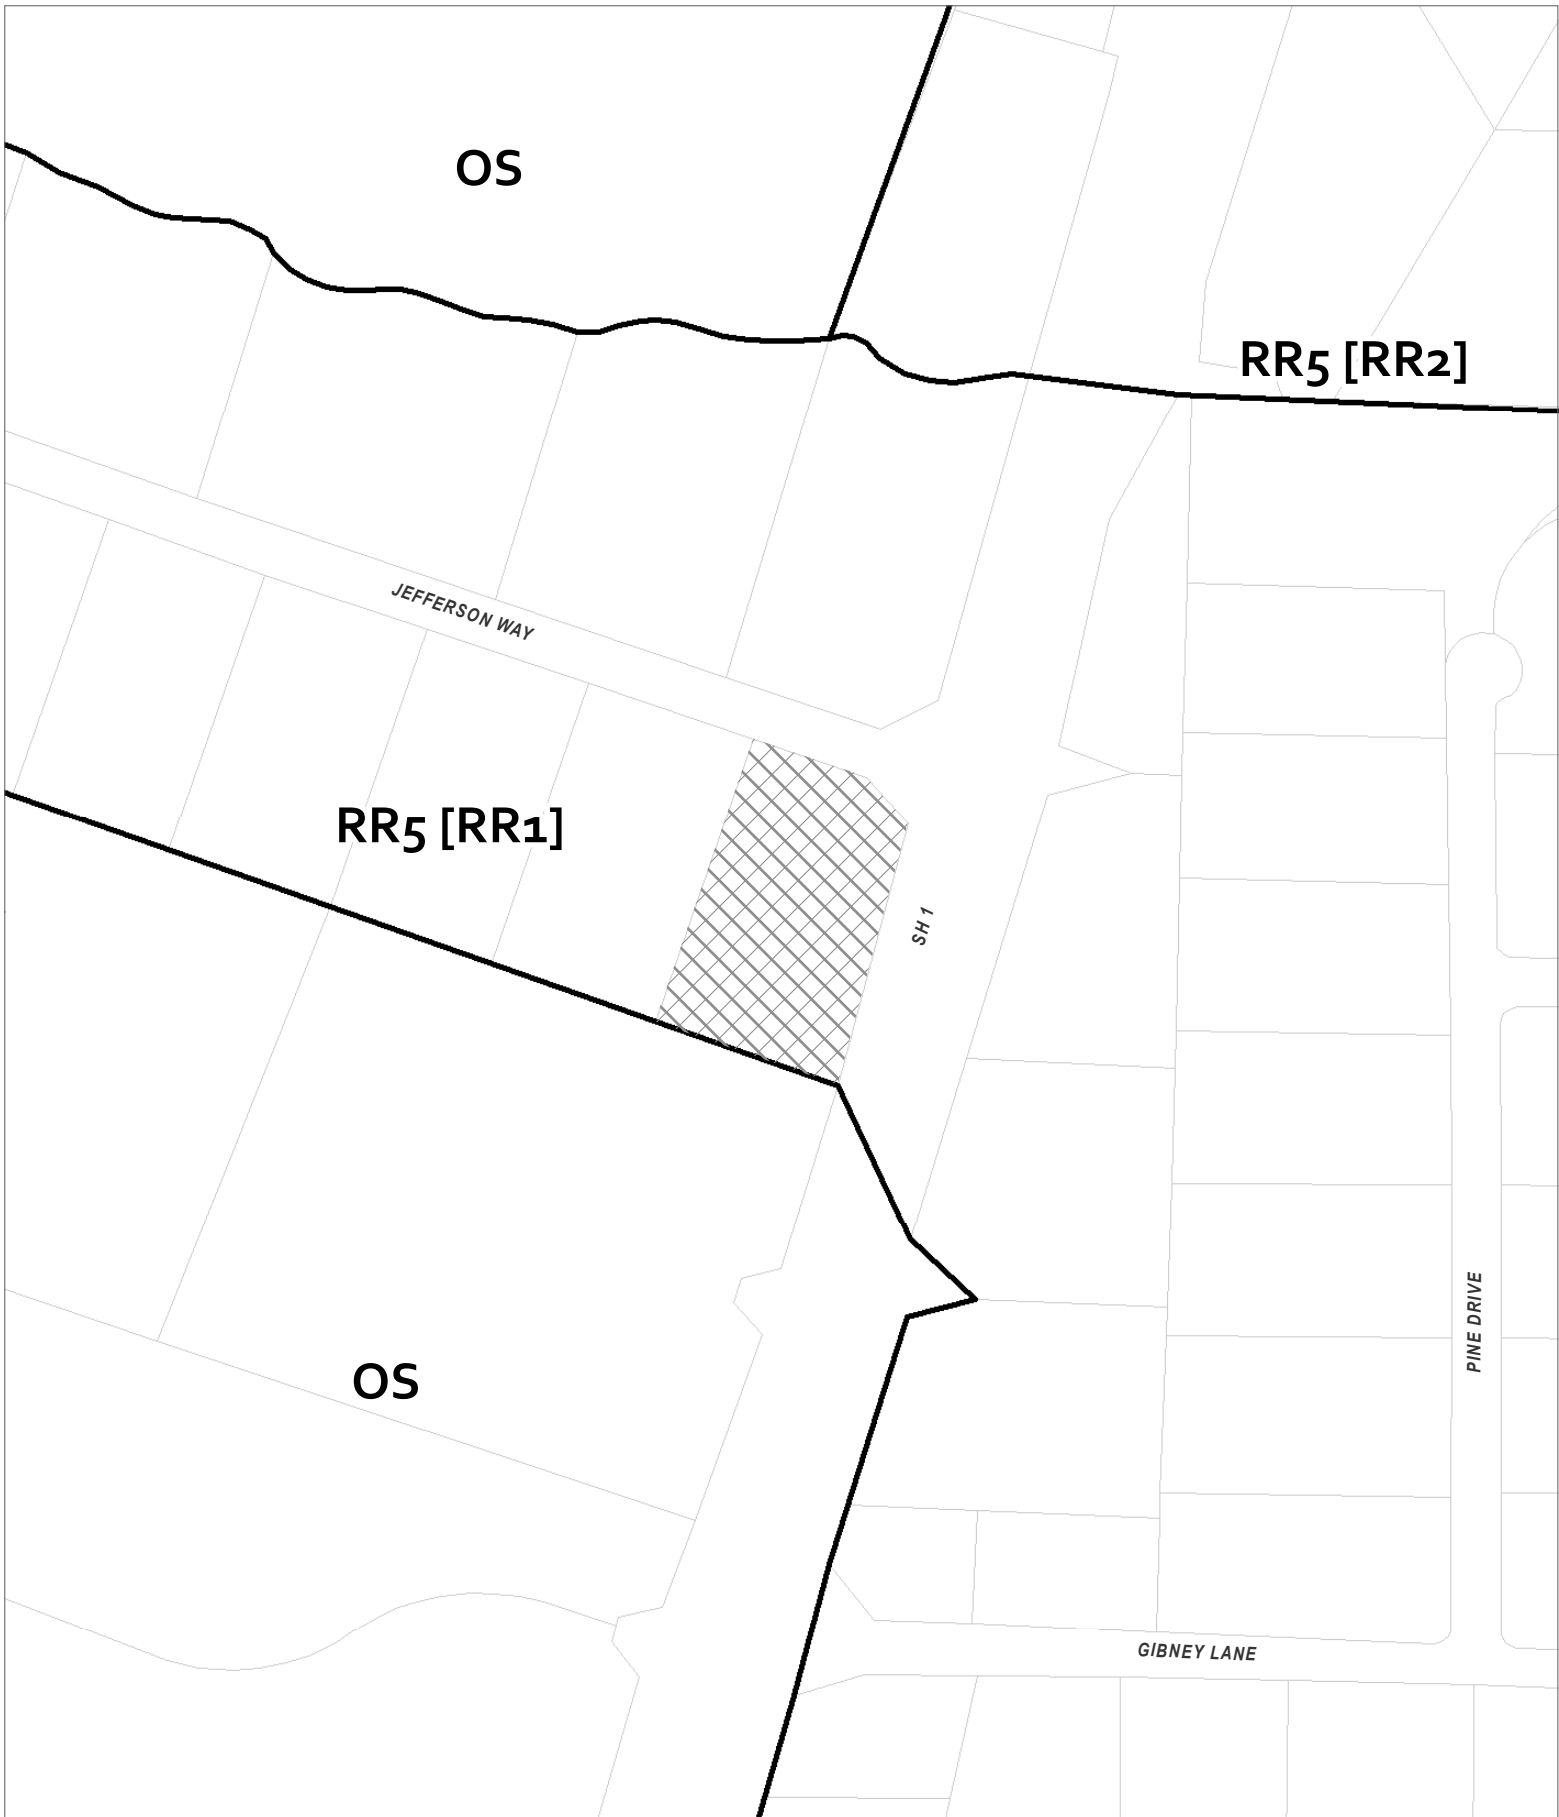 OS
RR5 [RR2]
JEFFERSON WAY
RR5 [RR1]
SH 1
PINE DRIVE
OS
GIBNEY LANE